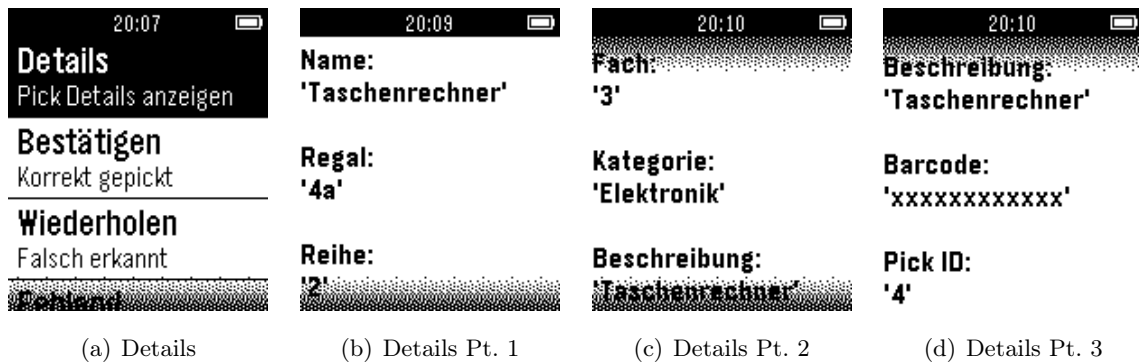 20:07
Details
Pick Details anzeigen
Bestätigen
Korrekt gepickt
Wiederholen
Falsch erkannt
Fehlend
(a) Details
20:09
Name:
'Taschenrechner'
Regal:
'4a'
Reihe:
'2'
(b) Details Pt. 1
20:10
Fach:
'3'
Kategorie:
'Elektronik'
Beschreibung:
'Taschenrechner'
(c) Details Pt. 2
20:10
Beschreibung:
'Taschenrechner'
Barcode:
'xxxxxxxxxxxx'
Pick ID:
'4'
(d) Details Pt. 3